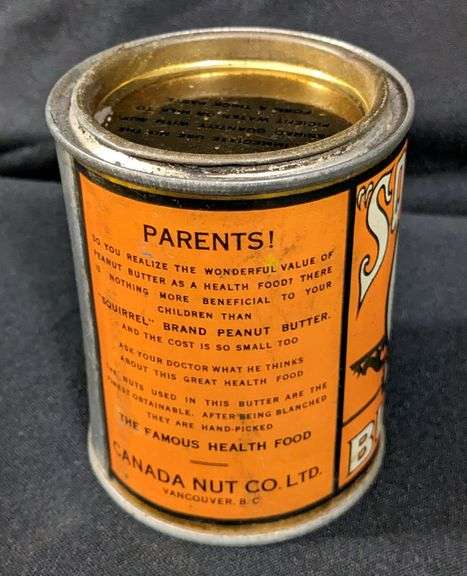 PARENTS!
DO YOU REALIZE THE WONDERFUL VALUE OF
PEANUT BUTTER AS A HEALTH FOOD? THERE
IS NOTHING MORE BENEFICIAL TO YOUR
CHILDREN THAN
"SQUIRREL" BRAND PEANUT BUTTER.
AND THE COST IS SO SMALL TOO
ASK YOUR DOCTOR WHAT HE THINKS
ABOUT THIS GREAT HEALTH FOOD
THE NUTS USED IN THIS BUTTER ARE THE
FINEST OBTAINABLE. AFTER BEING BLANCHED
THEY ARE HAND-PICKED
THE FAMOUS HEALTH FOOD
CANADA NUT CO. LTD.
VANCOUVER, B. C.
"S
B